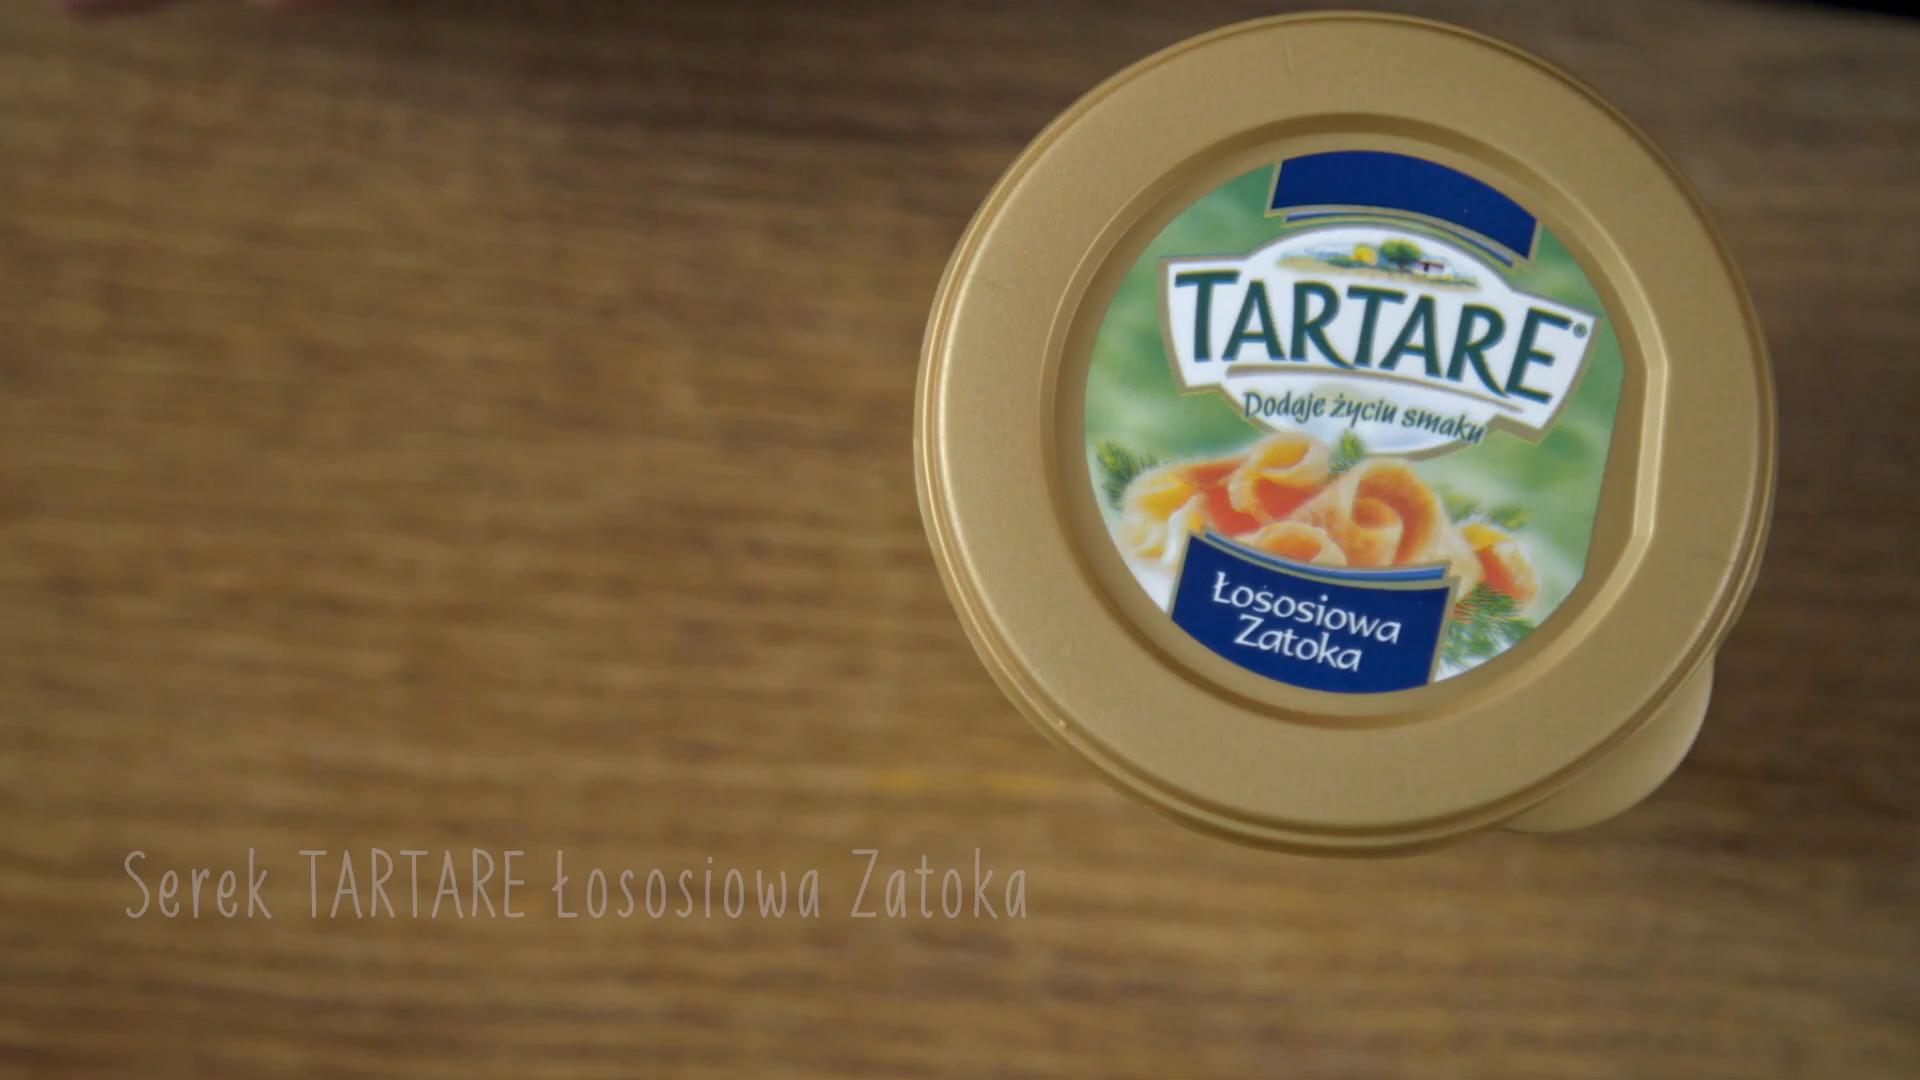 TARTARE®
Dodaje życiu smaku
Łososiowa
Zatoka
Serek TARTARE Łososiowa Zatoka